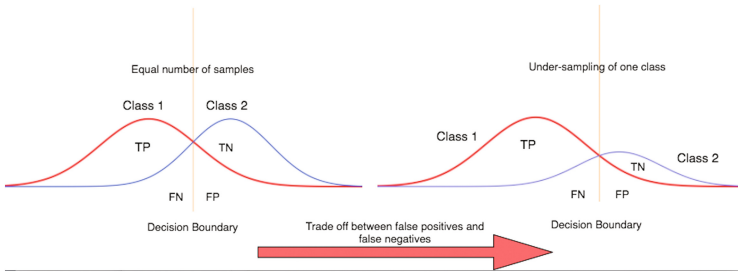 Equal number of samples
Class 1
Class 2
TP
TN
FN
FP
Decision Boundary
Under-sampling of one class
Class 1
Class 2
TP
TN
FN
FP
Decision Boundary
Trade off between false positives and
false negatives